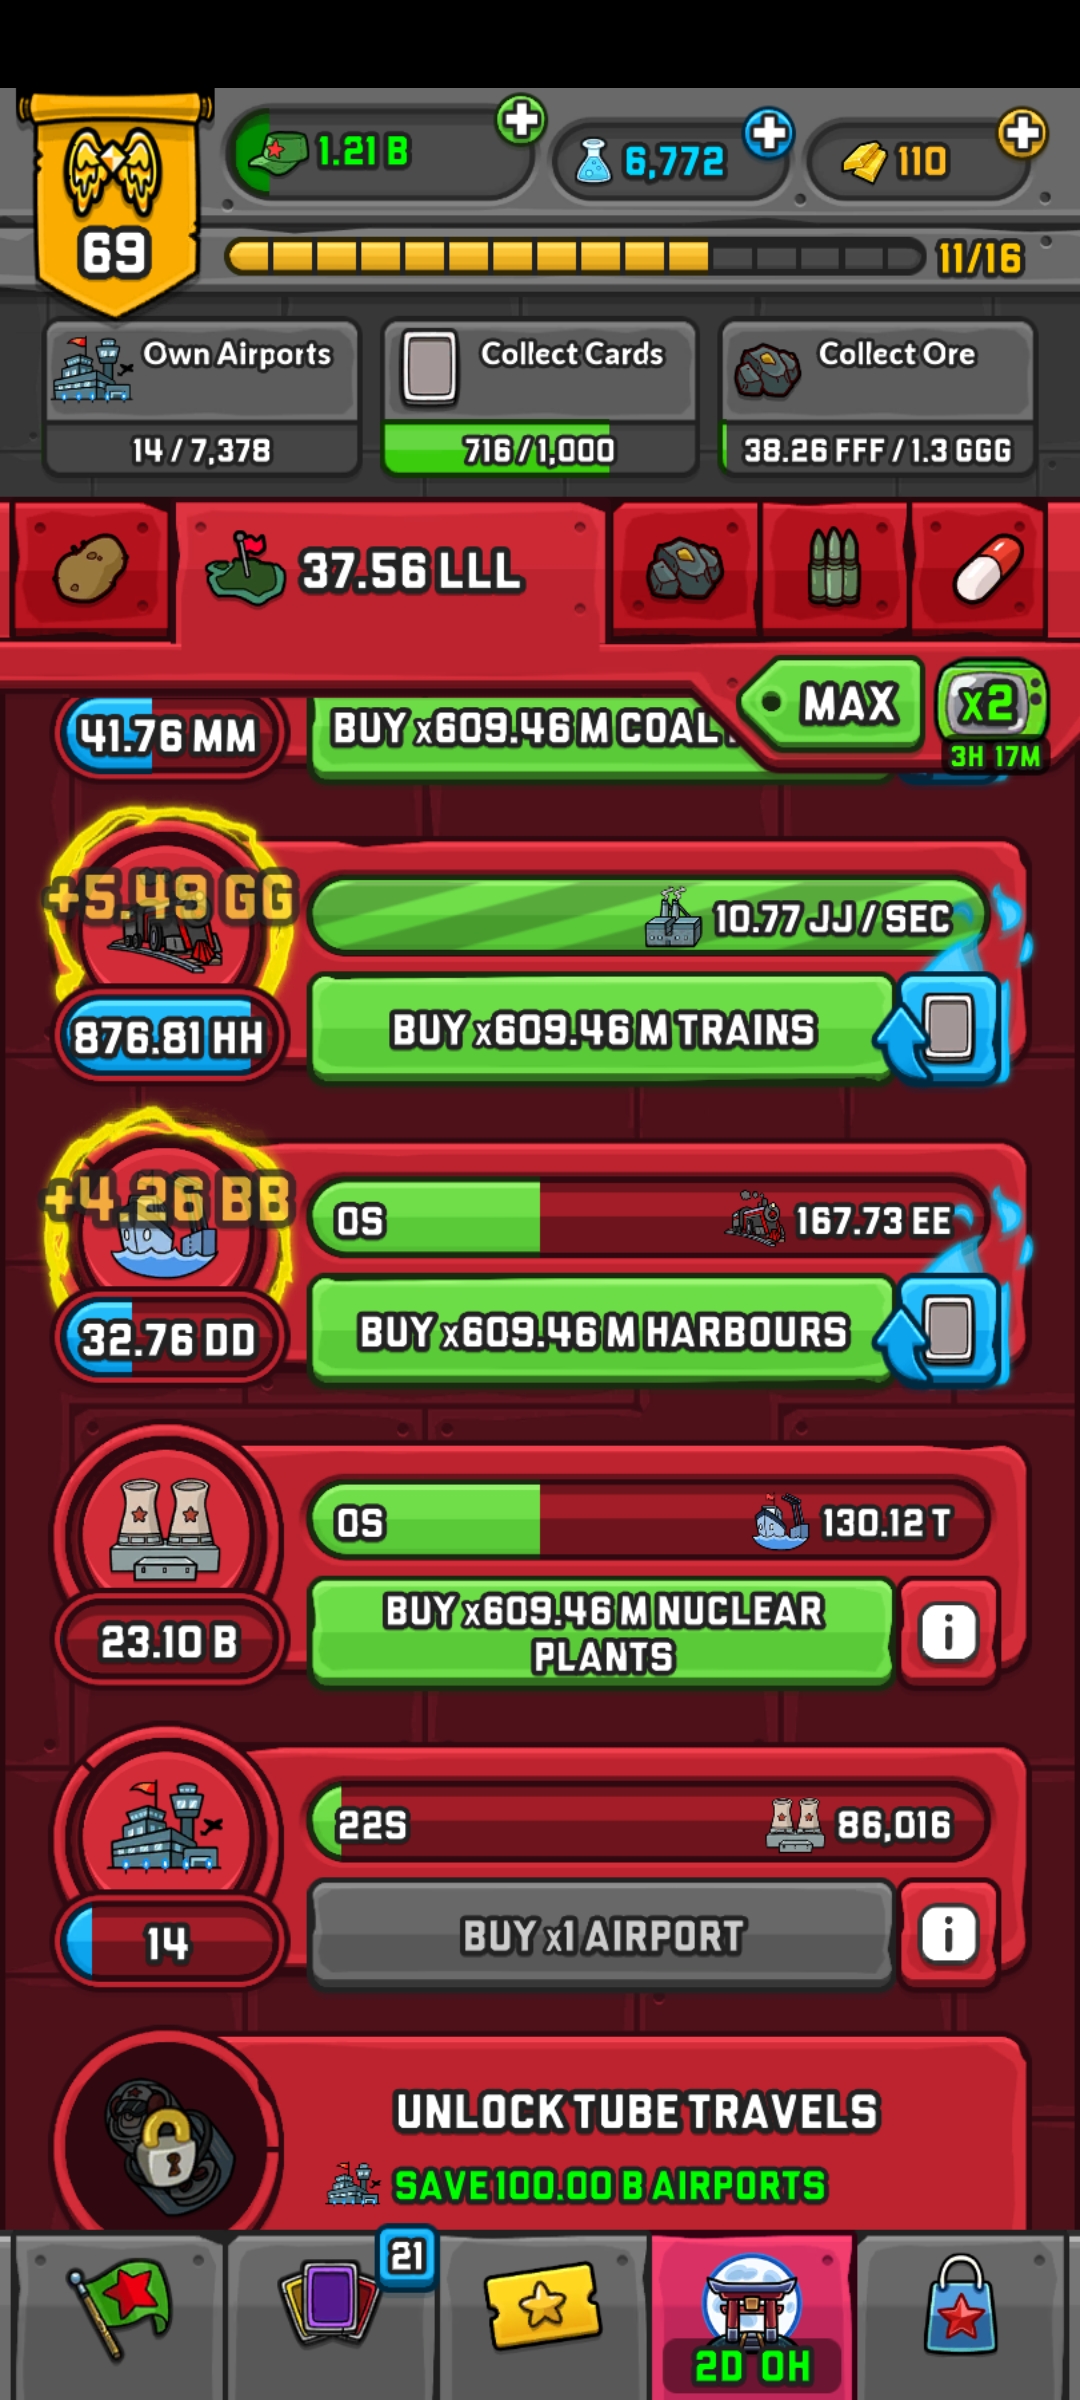 69
1.21 B
6,772
110
11/16
Own Airports
14 / 7,378
Collect Cards
716 / 1,000
Collect Ore
38.26 FFF / 1.3 GGG
37.56 LLL
MAX
x2
3H 17M
41.76 MM
BUY x609.46 M COAL
+5.49 GG
10.77 JJ / SEC
876.81 HH
BUY x609.46 M TRAINS
+4.26 BB
0S
167.73 EE
32.76 DD
BUY x609.46 M HARBOURS
0S
130.12 T
23.10 B
BUY x609.46 M NUCLEAR
PLANTS
i
22S
86,016
14
BUY x1 AIRPORT
i
UNLOCK TUBE TRAVELS
SAVE 100.00 B AIRPORTS
21
2D 0H